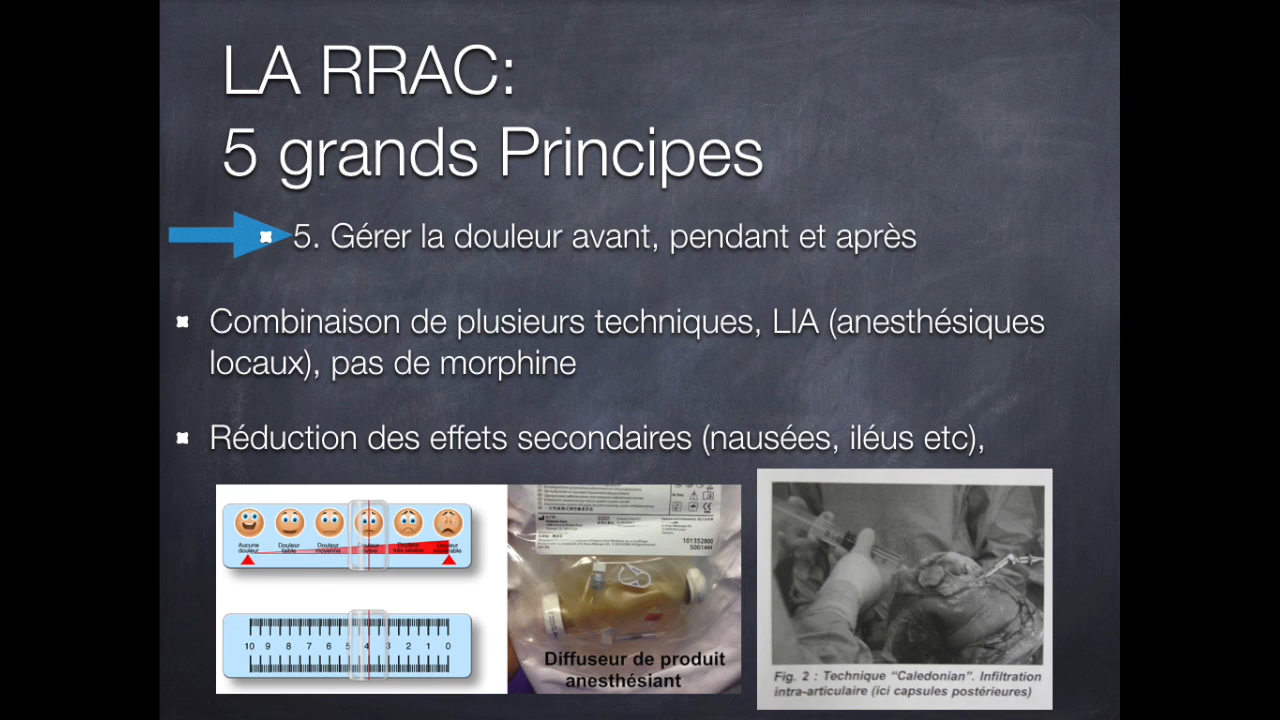 LA RRAC:
5 grands Principes
5. Gérer la douleur avant, pendant et après
Combinaison de plusieurs techniques, LIA (anesthésiques
locaux), pas de morphine
Réduction des effets secondaires (nausées, iléus etc),
Aucune douleur
Douleur faible
Douleur moyenne
10 9 8 7 6 5 4 3 2 1 0
101352800
5001444
Diffuseur de produit
anesthésiant
Fig. 2 : Technique "Caledonian". Infiltration
intra-articulaire (ici capsules postérieures)